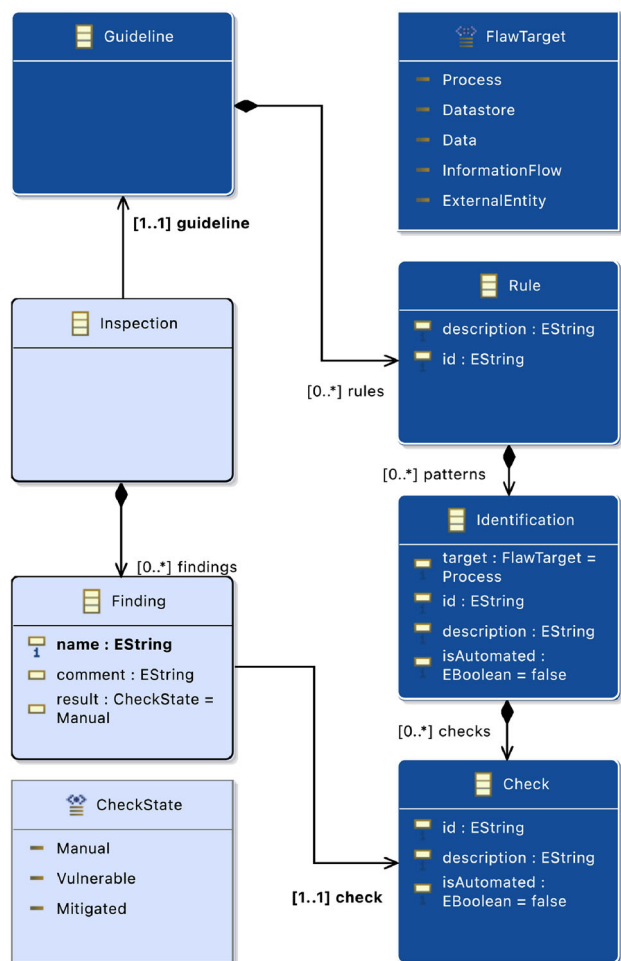 Guideline
FlawTarget
Process
Datastore
Data
InformationFlow
ExternalEntity
[1..1] guideline
Inspection
Rule
description : EString
id : EString
[0..*] rules
[0..*] patterns
Identification
target : FlawTarget =
Process
id : EString
description : EString
isAutomated :
EBoolean = false
[0..*] findings
Finding
name : EString
comment : EString
result : CheckState =
Manual
[0..*] checks
CheckState
Manual
Vulnerable
Mitigated
Check
id : EString
description : EString
isAutomated :
EBoolean = false
[1..1] check